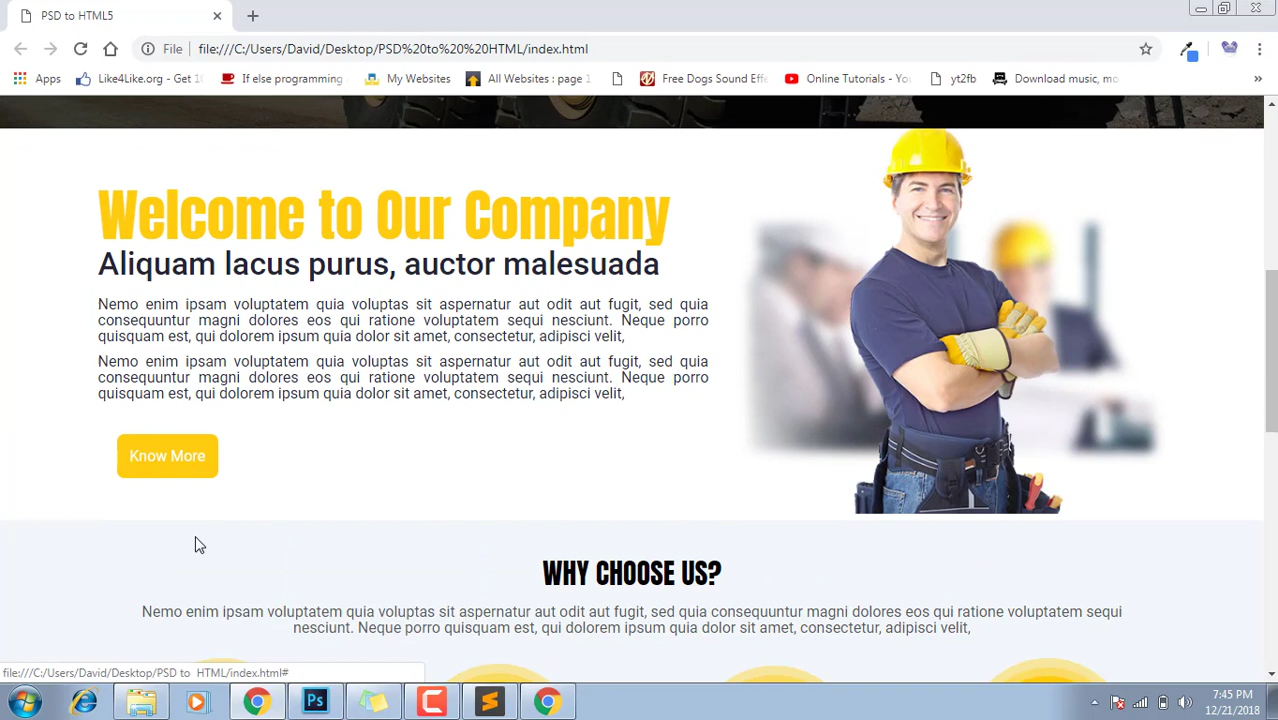 PSD to HTML5
File
file:///C:/Users/David/Desktop/PSD%20to%20%20HTML/index.html
Apps
Like4Like.org - Get 1
If else programming
My Websites
All Websites : page 1
Free Dogs Sound Eff
Online Tutorials - Yo
yt2fb
Download music, mo
»
Welcome to Our Company
Aliquam lacus purus, auctor malesuada
Nemo enim ipsam voluptatem quia voluptas sit aspernatur aut odit aut fugit, sed quia
consequuntur magni dolores eos qui ratione voluptatem sequi nesciunt. Neque porro
quisquam est, qui dolorem ipsum quia dolor sit amet, consectetur, adipisci velit,
Nemo enim ipsam voluptatem quia voluptas sit aspernatur aut odit aut fugit, sed quia
consequuntur magni dolores eos qui ratione voluptatem sequi nesciunt. Neque porro
quisquam est, qui dolorem ipsum quia dolor sit amet, consectetur, adipisci velit,
Know More
WHY CHOOSE US?
Nemo enim ipsam voluptatem quia voluptas sit aspernatur aut odit aut fugit, sed quia consequuntur magni dolores eos qui ratione voluptatem sequi
nesciunt. Neque porro quisquam est, qui dolorem ipsum quia dolor sit amet, consectetur, adipisci velit,
file:///C:/Users/David/Desktop/PSD to  HTML/index.html#
Ps
7:45 PM
12/21/2018